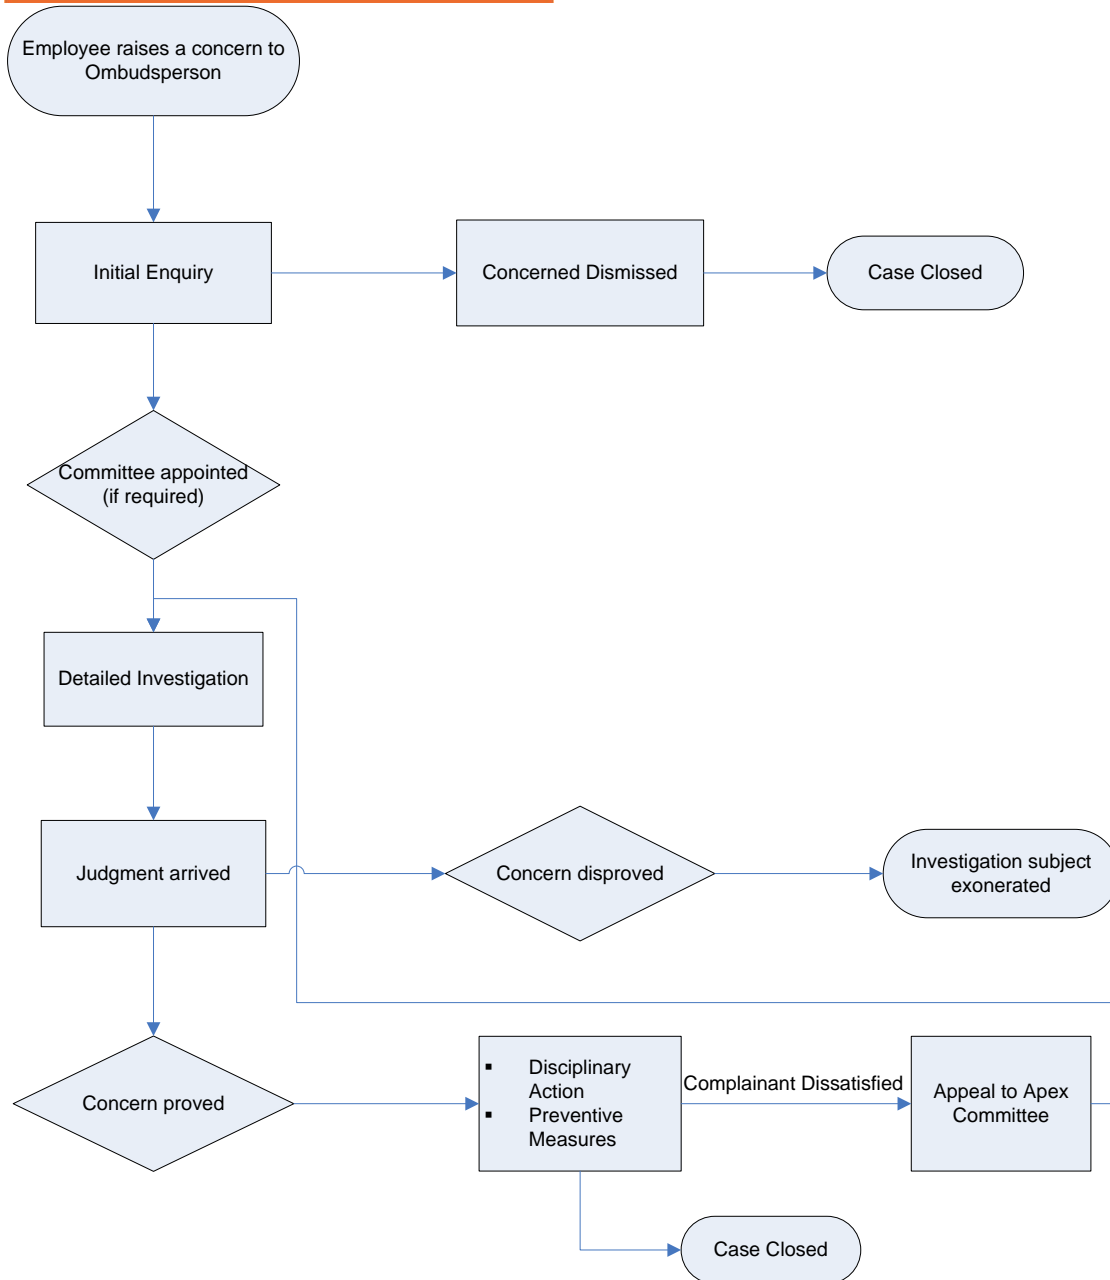 Employee raises a concern to
Ombudsperson
Initial Enquiry
Concerned Dismissed
Case Closed
Committee appointed
(if required)
Detailed Investigation
Judgment arrived
Concern disproved
Investigation subject
exonerated
Concern proved
▪ Disciplinary
Action
▪ Preventive
Measures
Complainant Dissatisfied
Appeal to Apex
Committee
Case Closed